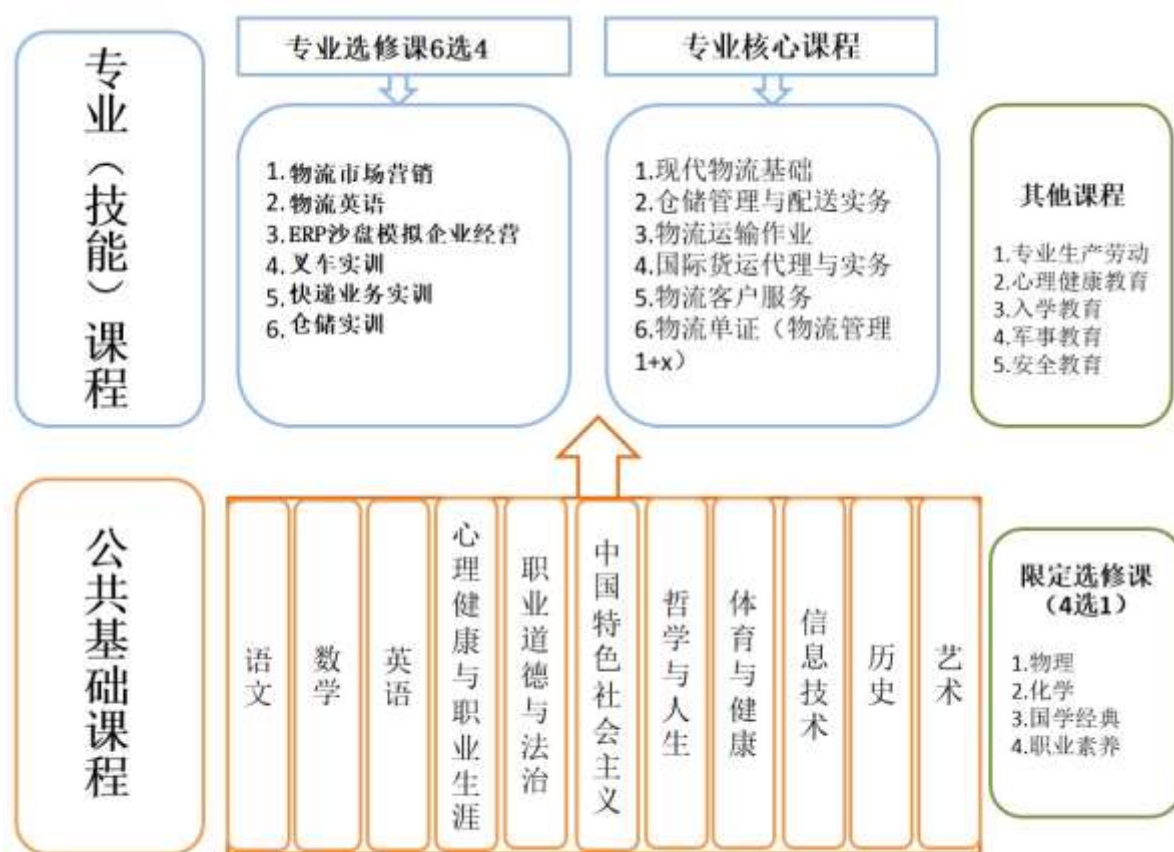 专业（技能）课程
专业选修课6选4
1.物流市场营销
2.物流英语
3.ERP沙盘模拟企业经营
4.叉车实训
5.快递业务实训
6.仓储实训
专业核心课程
1.现代物流基础
2.仓储管理与配送实务
3.物流运输作业
4.国际货运代理与实务
5.物流客户服务
6.物流单证（物流管理
1+x）
其他课程
1.专业生产劳动
2.心理健康教育
3.入学教育
4.军事教育
5.安全教育
公共基础课程
语文
数学
英语
心理健康与职业生涯
职业道德与法治
中国特色社会主义
哲学与人生
体育与健康
信息技术
历史
艺术
限定选修课
（4选1）
1.物理
2.化学
3.国学经典
4.职业素养